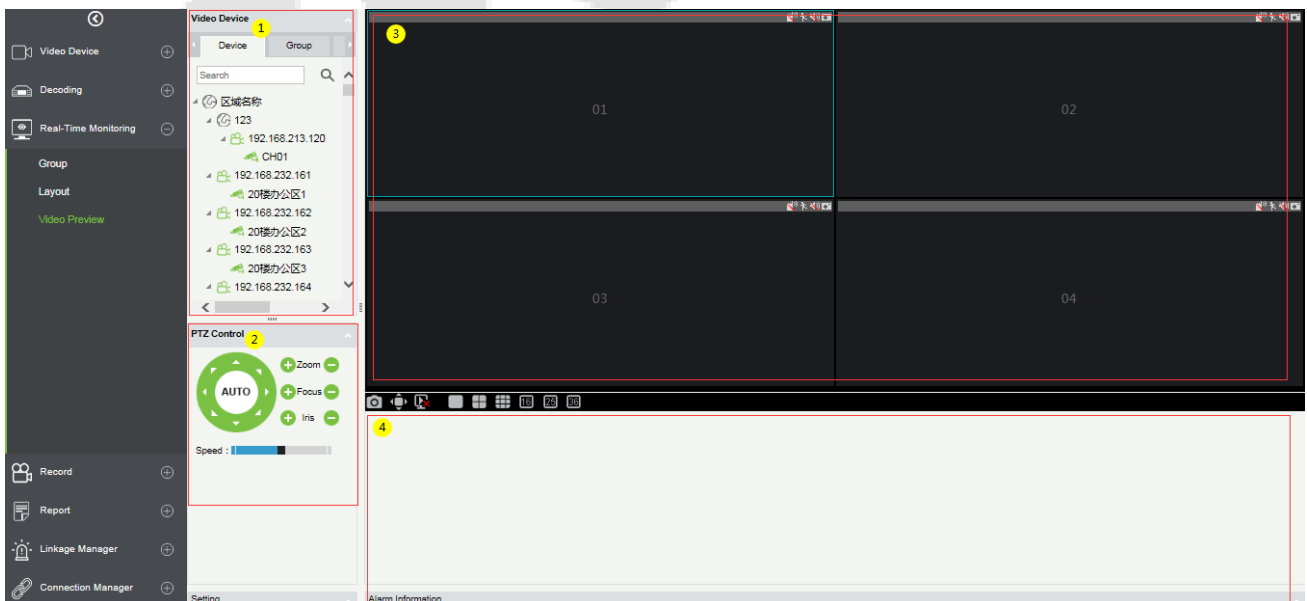 Video Device
Decoding
Real-Time Monitoring
Group
Layout
Video Preview
Record
Report
Linkage Manager
Connection Manager
Video Device
1
Device
Group
Search
区域名称
123
192.168.213.120
CH01
192.168.232.161
20楼办公区1
192.168.232.162
20楼办公区2
192.168.232.163
20楼办公区3
192.168.232.164
PTZ Control
2
AUTO
Zoom
Focus
Iris
Speed :
Setting
3
01
02
03
04
16
25
36
4
Alarm Information